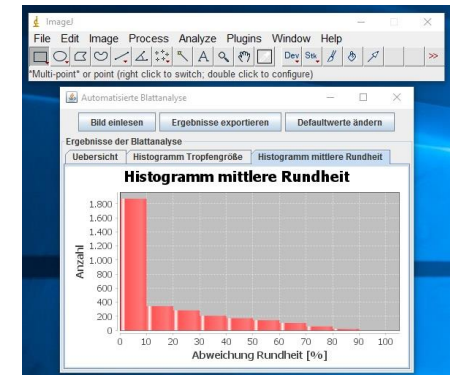 ImageJ
File Edit Image Process Analyze Plugins Window Help
A Dev Stk >>
*Multi-point* or point (right click to switch; double click to configure)
Automatisierte Blattanalyse
Bild einlesen Ergebnisse exportieren Defaultwerte ändern
Ergebnisse der Blattanalyse
Uebersicht Histogramm Tropfengröße Histogramm mittlere Rundheit
Histogramm mittlere Rundheit
Anzahl
1.800
1.600
1.400
1.200
1.000
800
600
400
200
0
0 10 20 30 40 50 60 70 80 90 100
Abweichung Rundheit [%]